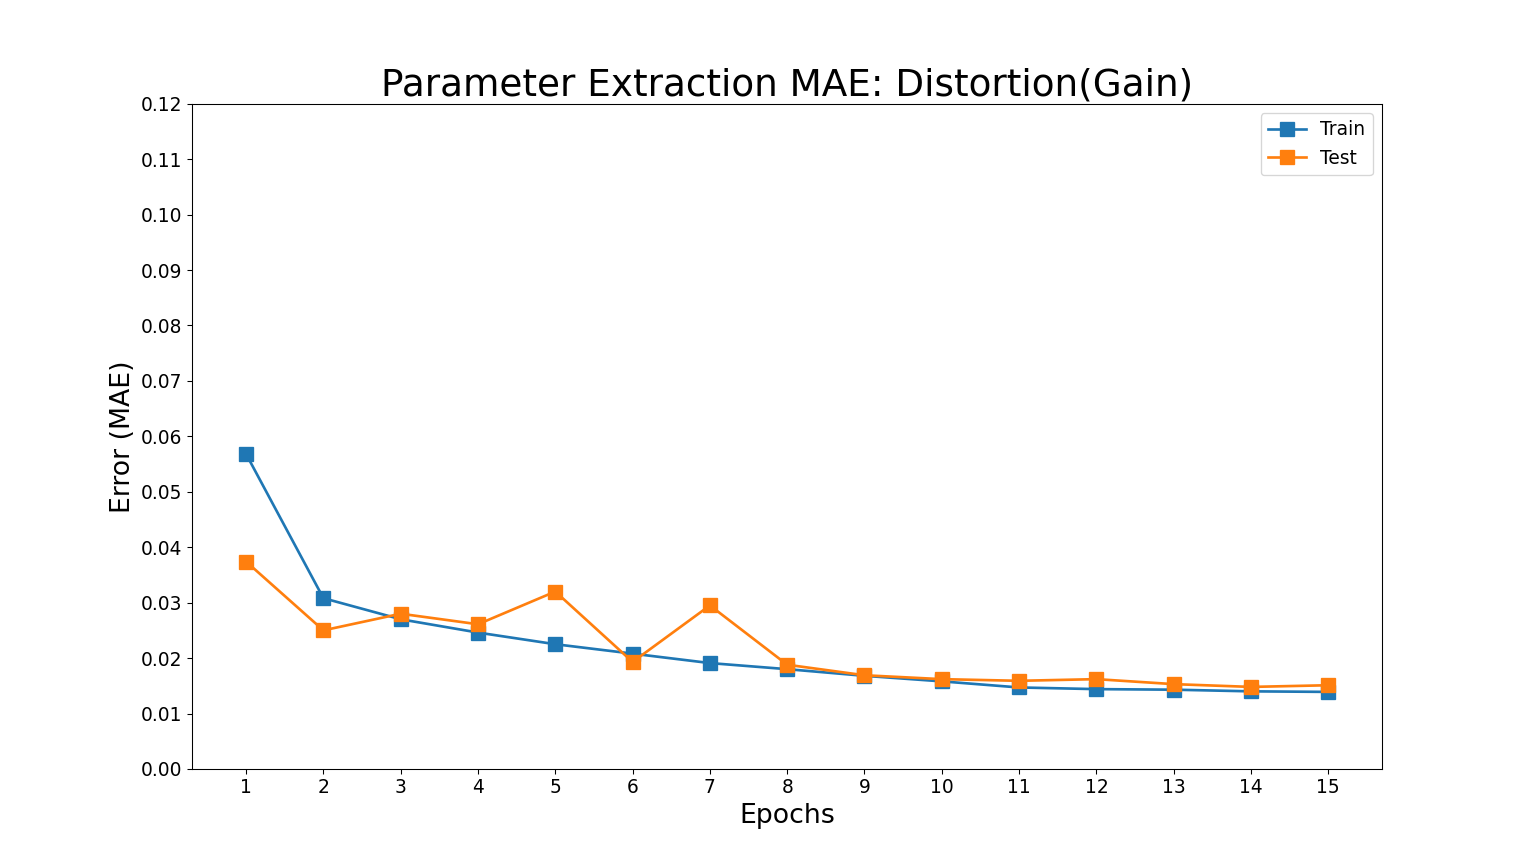 Parameter Extraction MAE: Distortion(Gain)
Train
Test
Error (MAE)
0.12
0.11
0.10
0.09
0.08
0.07
0.06
0.05
0.04
0.03
0.02
0.01
0.00
1 2 3 4 5 6 7 8 9 10 11 12 13 14 15
Epochs